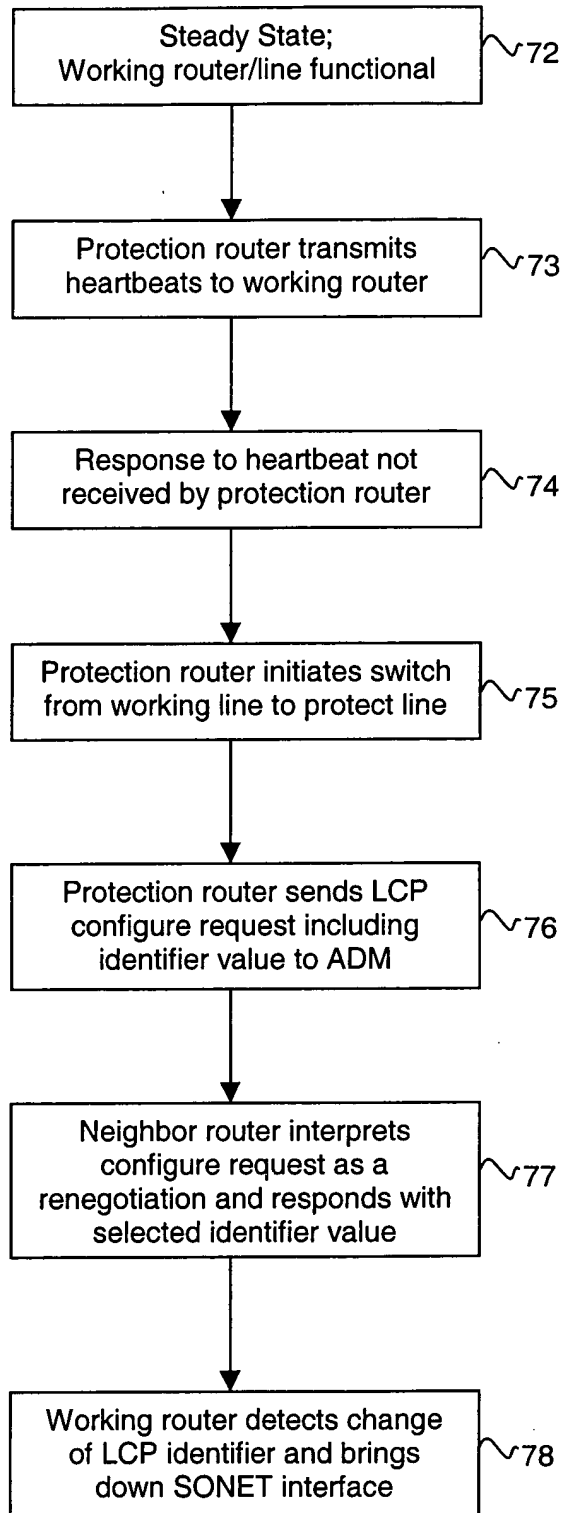 Steady State;
Working router/line functional
72
Protection router transmits
heartbeats to working router
73
Response to heartbeat not
received by protection router
74
Protection router initiates switch
from working line to protect line
75
Protection router sends LCP
configure request including
identifier value to ADM
76
Neighbor router interprets
configure request as a
renegotiation and responds with
selected identifier value
77
Working router detects change
of LCP identifier and brings
down SONET interface
78